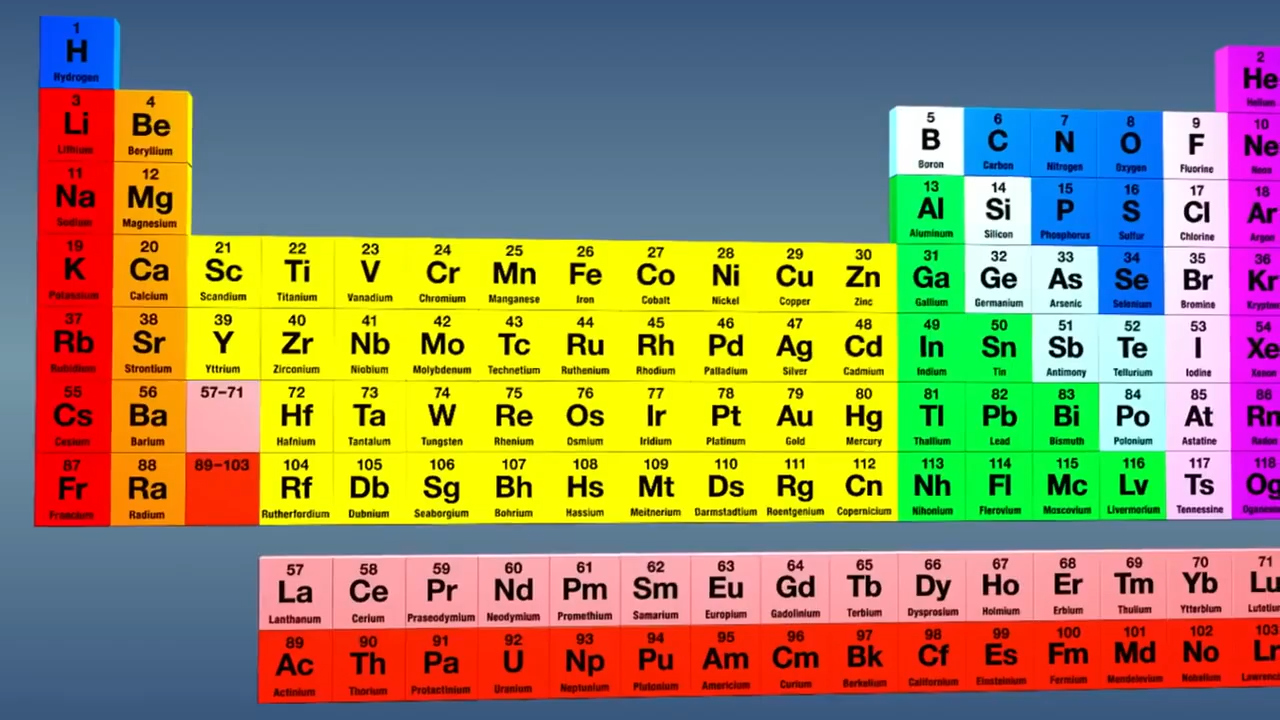 1
H
Hydrogen
2
He
Helium
3 4 5 6 7 8 9 10
Li Be B C N O F Ne
Lithium Beryllium Boron Carbon Nitrogen Oxygen Fluorine Neon
11 12 13 14 15 16 17 18
Na Mg Al Si P S Cl Ar
Sodium Magnesium Aluminum Silicon Phosphorus Sulfur Chlorine Argon
19 20 21 22 23 24 25 26 27 28 29 30 31 32 33 34 35 36
K Ca Sc Ti V Cr Mn Fe Co Ni Cu Zn Ga Ge As Se Br Kr
Potassium Calcium Scandium Titanium Vanadium Chromium Manganese Iron Cobalt Nickel Copper Zinc Gallium Germanium Arsenic Selenium Bromine Krypton
37 38 39 40 41 42 43 44 45 46 47 48 49 50 51 52 53 54
Rb Sr Y Zr Nb Mo Tc Ru Rh Pd Ag Cd In Sn Sb Te I Xe
Rubidium Strontium Yttrium Zirconium Niobium Molybdenum Technetium Ruthenium Rhodium Palladium Silver Cadmium Indium Tin Antimony Tellurium Iodine Xenon
55 56 57–71 72 73 74 75 76 77 78 79 80 81 82 83 84 85 86
Cs Ba Hf Ta W Re Os Ir Pt Au Hg Tl Pb Bi Po At Rn
Cesium Barium Hafnium Tantalum Tungsten Rhenium Osmium Iridium Platinum Gold Mercury Thallium Lead Bismuth Polonium Astatine Radon
87 88 89–103 104 105 106 107 108 109 110 111 112 113 114 115 116 117 118
Fr Ra Rf Db Sg Bh Hs Mt Ds Rg Cn Nh Fl Mc Lv Ts Og
Francium Radium Rutherfordium Dubnium Seaborgium Bohrium Hassium Meitnerium Darmstadtium Roentgenium Copernicium Nihonium Flerovium Moscovium Livermorium Tennessine
57 58 59 60 61 62 63 64 65 66 67 68 69 70 71
La Ce Pr Nd Pm Sm Eu Gd Tb Dy Ho Er Tm Yb Lu
Lanthanum Cerium Praseodymium Neodymium Promethium Samarium Europium Gadolinium Terbium Dysprosium Holmium Erbium Thulium Ytterbium
89 90 91 92 93 94 95 96 97 98 99 100 101 102 103
Ac Th Pa U Np Pu Am Cm Bk Cf Es Fm Md No Lr
Actinium Thorium Protactinium Uranium Neptunium Plutonium Americium Curium Berkelium Californium Einsteinium Fermium Mendelevium Nobelium